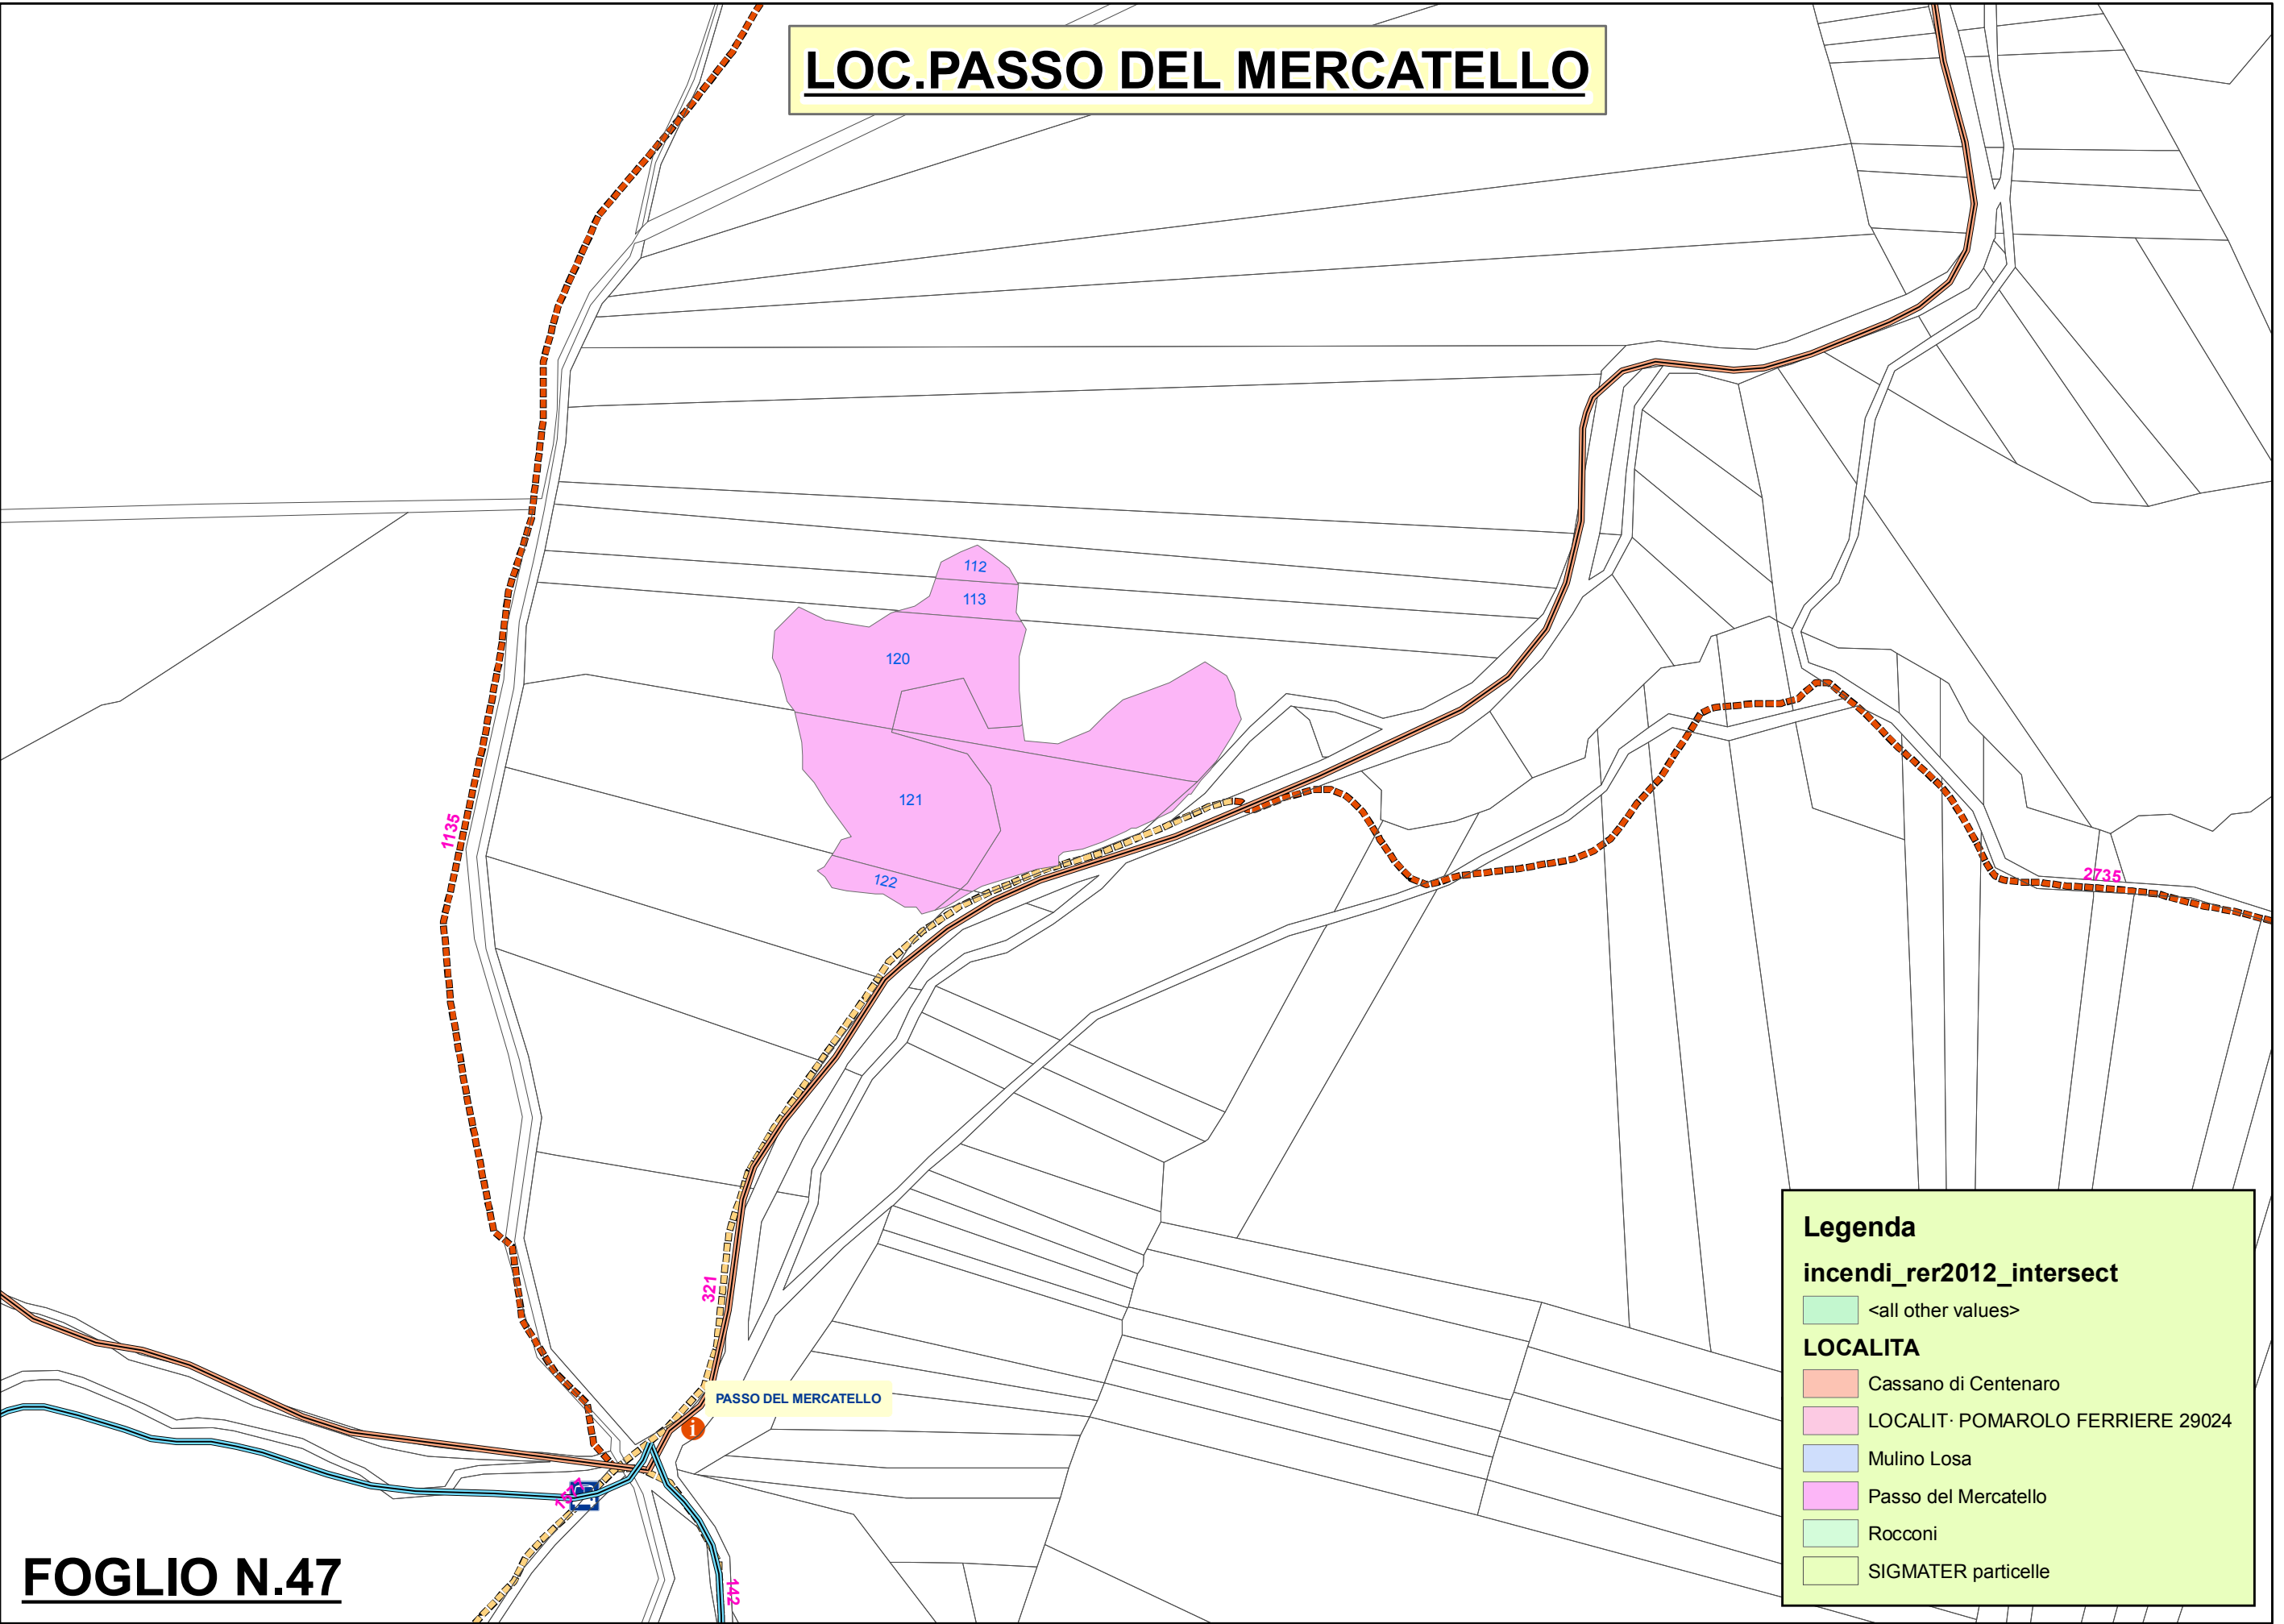 LOC.PASSO DEL MERCATELLO
112
113
120
121
122
1135
2735
321
PASSO DEL MERCATELLO
i
142
FOGLIO N.47
Legenda
incendi_rer2012_intersect
<all other values>
LOCALITA
Cassano di Centenaro
LOCALIT· POMAROLO FERRIERE 29024
Mulino Losa
Passo del Mercatello
Rocconi
SIGMATER particelle